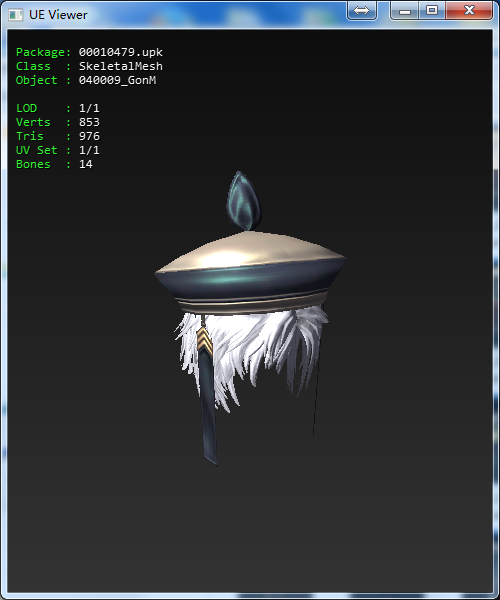 UE Viewer
Package: 00010479.upk
Class : SkeletalMesh
Object : 040009_GonM
LOD : 1/1
Verts : 853
Tris : 976
UV Set : 1/1
Bones : 14